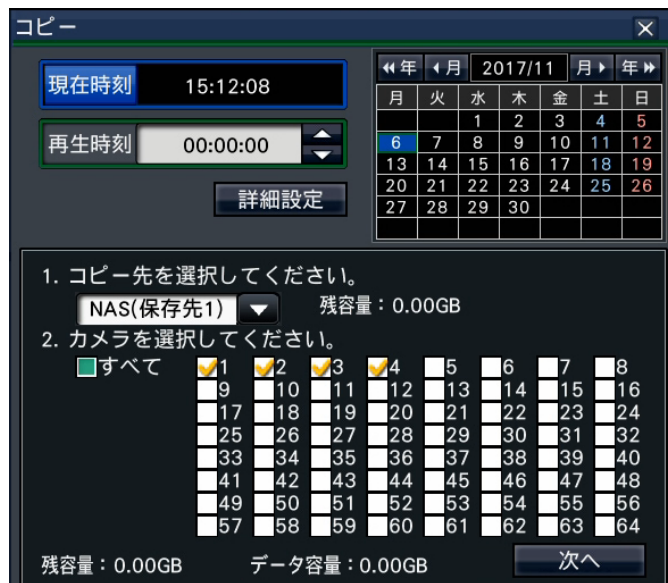 コピー
現在時刻 15:12:08
再生時刻 00:00:00
詳細設定
年 月 2017/11 月 年
月 火 水 木 金 土 日
1 2 3 4 5
6 7 8 9 10 11 12
13 14 15 16 17 18 19
20 21 22 23 24 25 26
27 28 29 30
1. コピー先を選択してください。
NAS(保存先1) 残容量：0.00GB
2. カメラを選択してください。
すべて 1 2 3 4 5 6 7 8
9 10 11 12 13 14 15 16
17 18 19 20 21 22 23 24
25 26 27 28 29 30 31 32
33 34 35 36 37 38 39 40
41 42 43 44 45 46 47 48
49 50 51 52 53 54 55 56
57 58 59 60 61 62 63 64
残容量：0.00GB データ容量：0.00GB 次へ